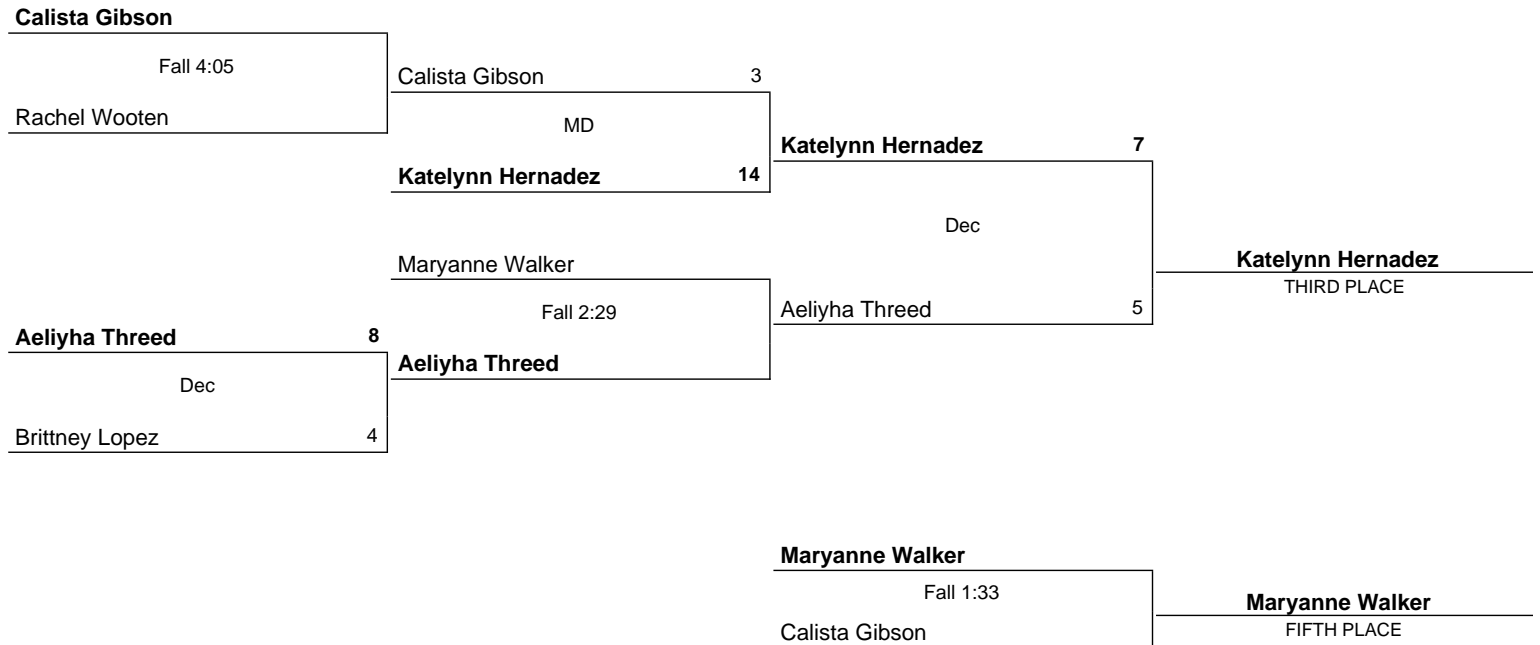 Calista Gibson
Fall 4:05
Calista Gibson 3
Rachel Wooten
MD
Katelynn Hernadez 7
Katelynn Hernadez 14
Dec
Maryanne Walker
Katelynn Hernadez
THIRD PLACE
Fall 2:29
Aeliyha Threed 5
Aeliyha Threed 8
Aeliyha Threed
Dec
Brittney Lopez 4
Maryanne Walker
Fall 1:33
Maryanne Walker
FIFTH PLACE
Calista Gibson